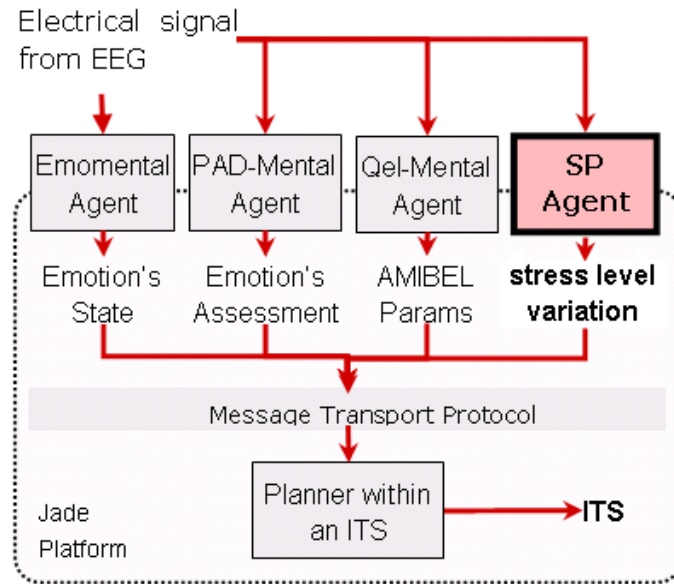 Electrical signal
from EEG
Emomental
Agent
PAD-Mental
Agent
Qel-Mental
Agent
SP
Agent
Emotion's
State
Emotion's
Assessment
AMIBEL
Params
stress level
variation
Message Transport Protocol
Planner within
an ITS
ITS
Jade
Platform